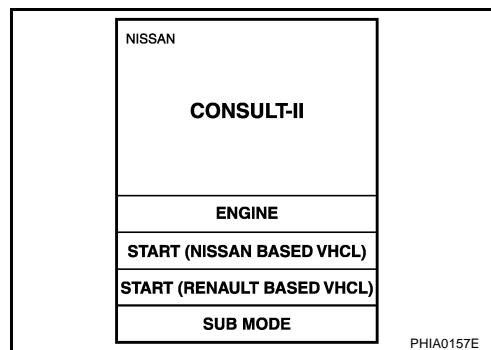 NISSAN
CONSULT-II
ENGINE
START (NISSAN BASED VHCL)
START (RENAULT BASED VHCL)
SUB MODE
PHIA0157E